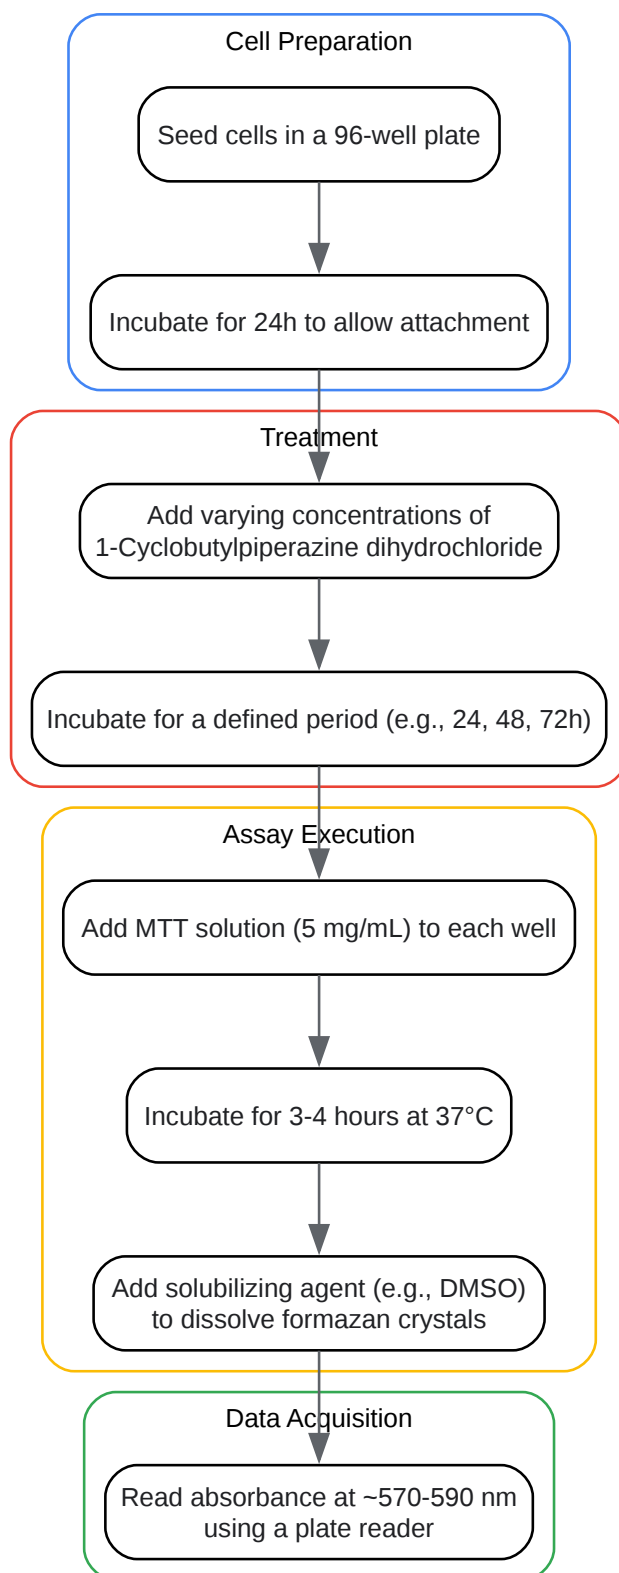 Cell Preparation
Seed cells in a 96-well plate
Incubate for 24h to allow attachment
Treatment
Add varying concentrations of
1-Cyclobutylpiperazine dihydrochloride
Incubate for a defined period (e.g., 24, 48, 72h)
Assay Execution
Add MTT solution (5 mg/mL) to each well
Incubate for 3-4 hours at 37°C
Add solubilizing agent (e.g., DMSO)
to dissolve formazan crystals
Data Acquisition
Read absorbance at ~570-590 nm
using a plate reader